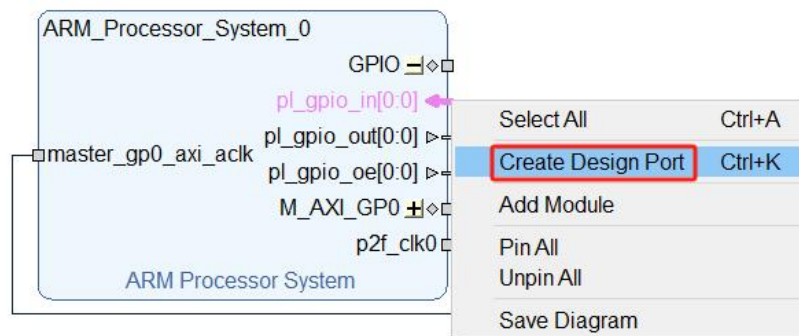 ARM_Processor_System_0
GPIO
pl_gpio_in[0:0]
pl_gpio_out[0:0]
master_gp0_axi_aclk
pl_gpio_oe[0:0]
M_AXI_GP0
p2f_clk0
ARM Processor System
Select All Ctrl+A
Create Design Port Ctrl+K
Add Module
Pin All
Unpin All
Save Diagram